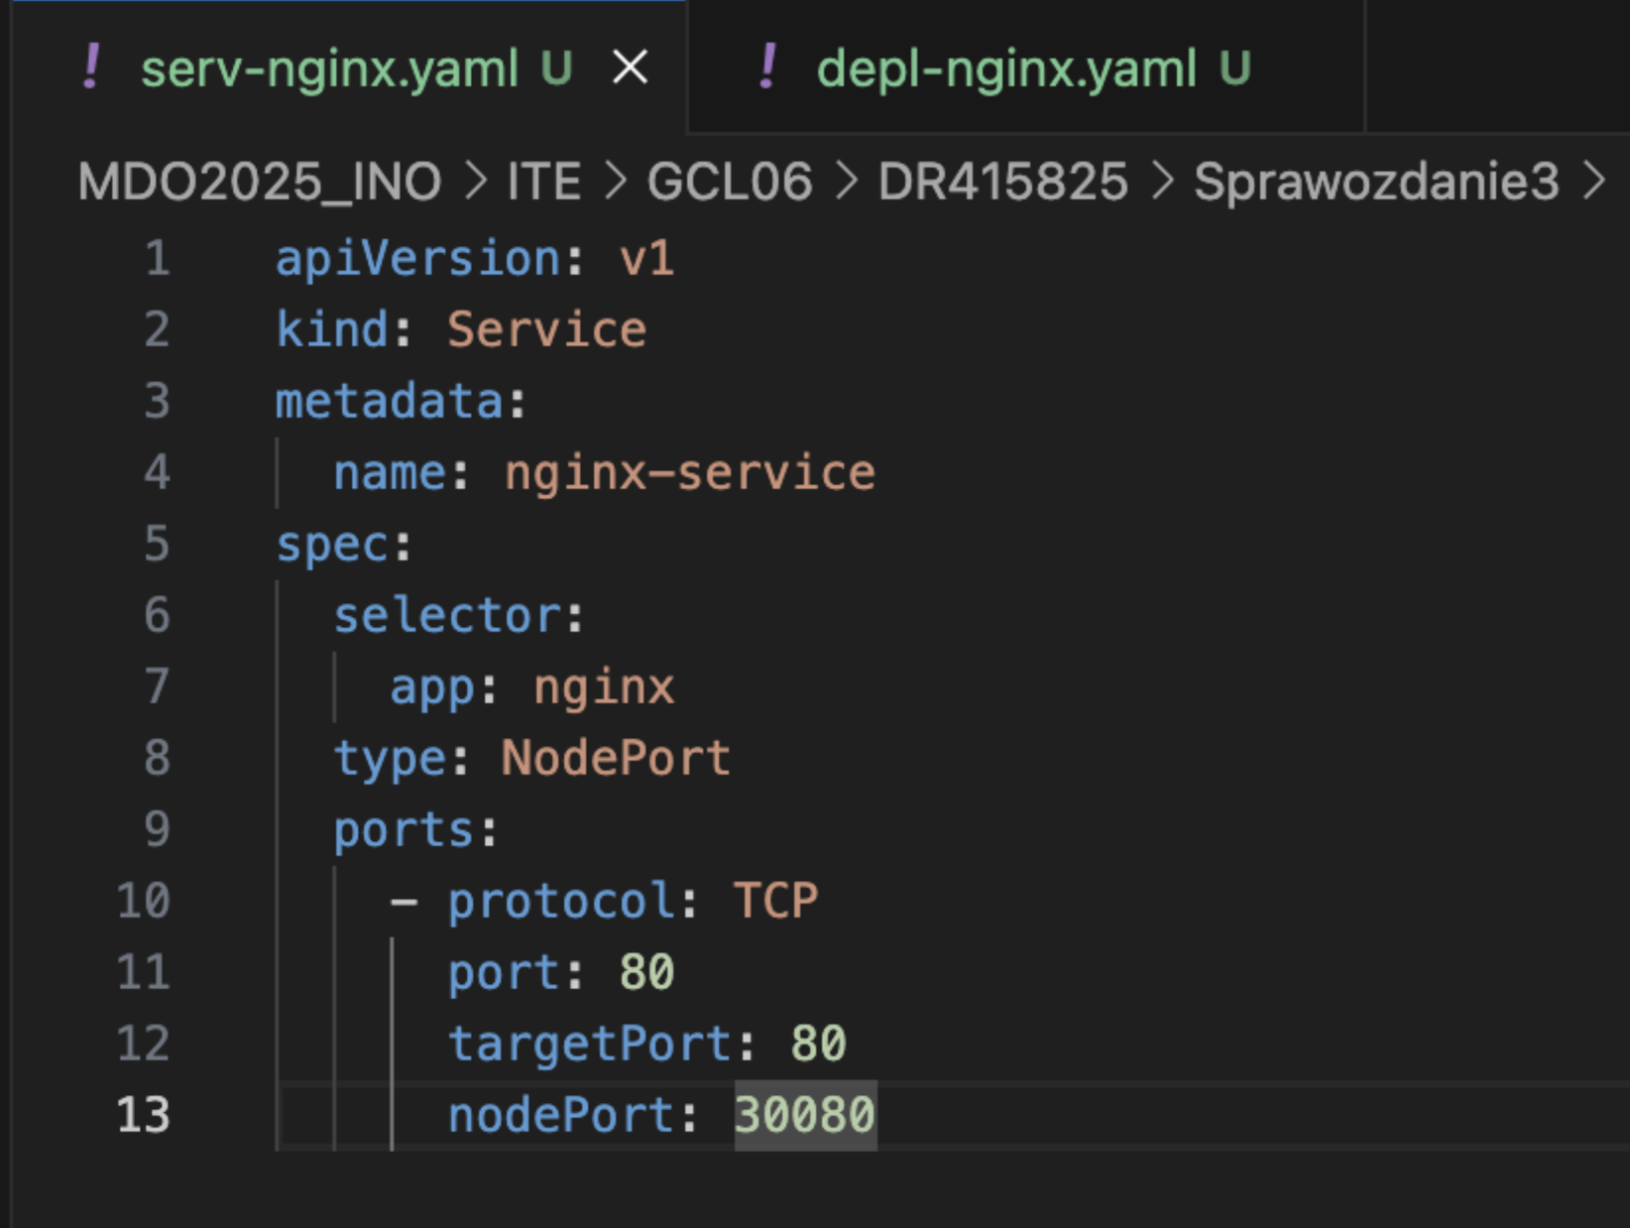 ! serv-nginx.yaml U × ! depl-nginx.yaml U
MDO2025_INO > ITE > GCL06 > DR415825 > Sprawozdanie3 >
1 apiVersion: v1
2 kind: Service
3 metadata:
4   name: nginx-service
5 spec:
6   selector:
7     app: nginx
8   type: NodePort
9   ports:
10     - protocol: TCP
11       port: 80
12       targetPort: 80
13       nodePort: 30080